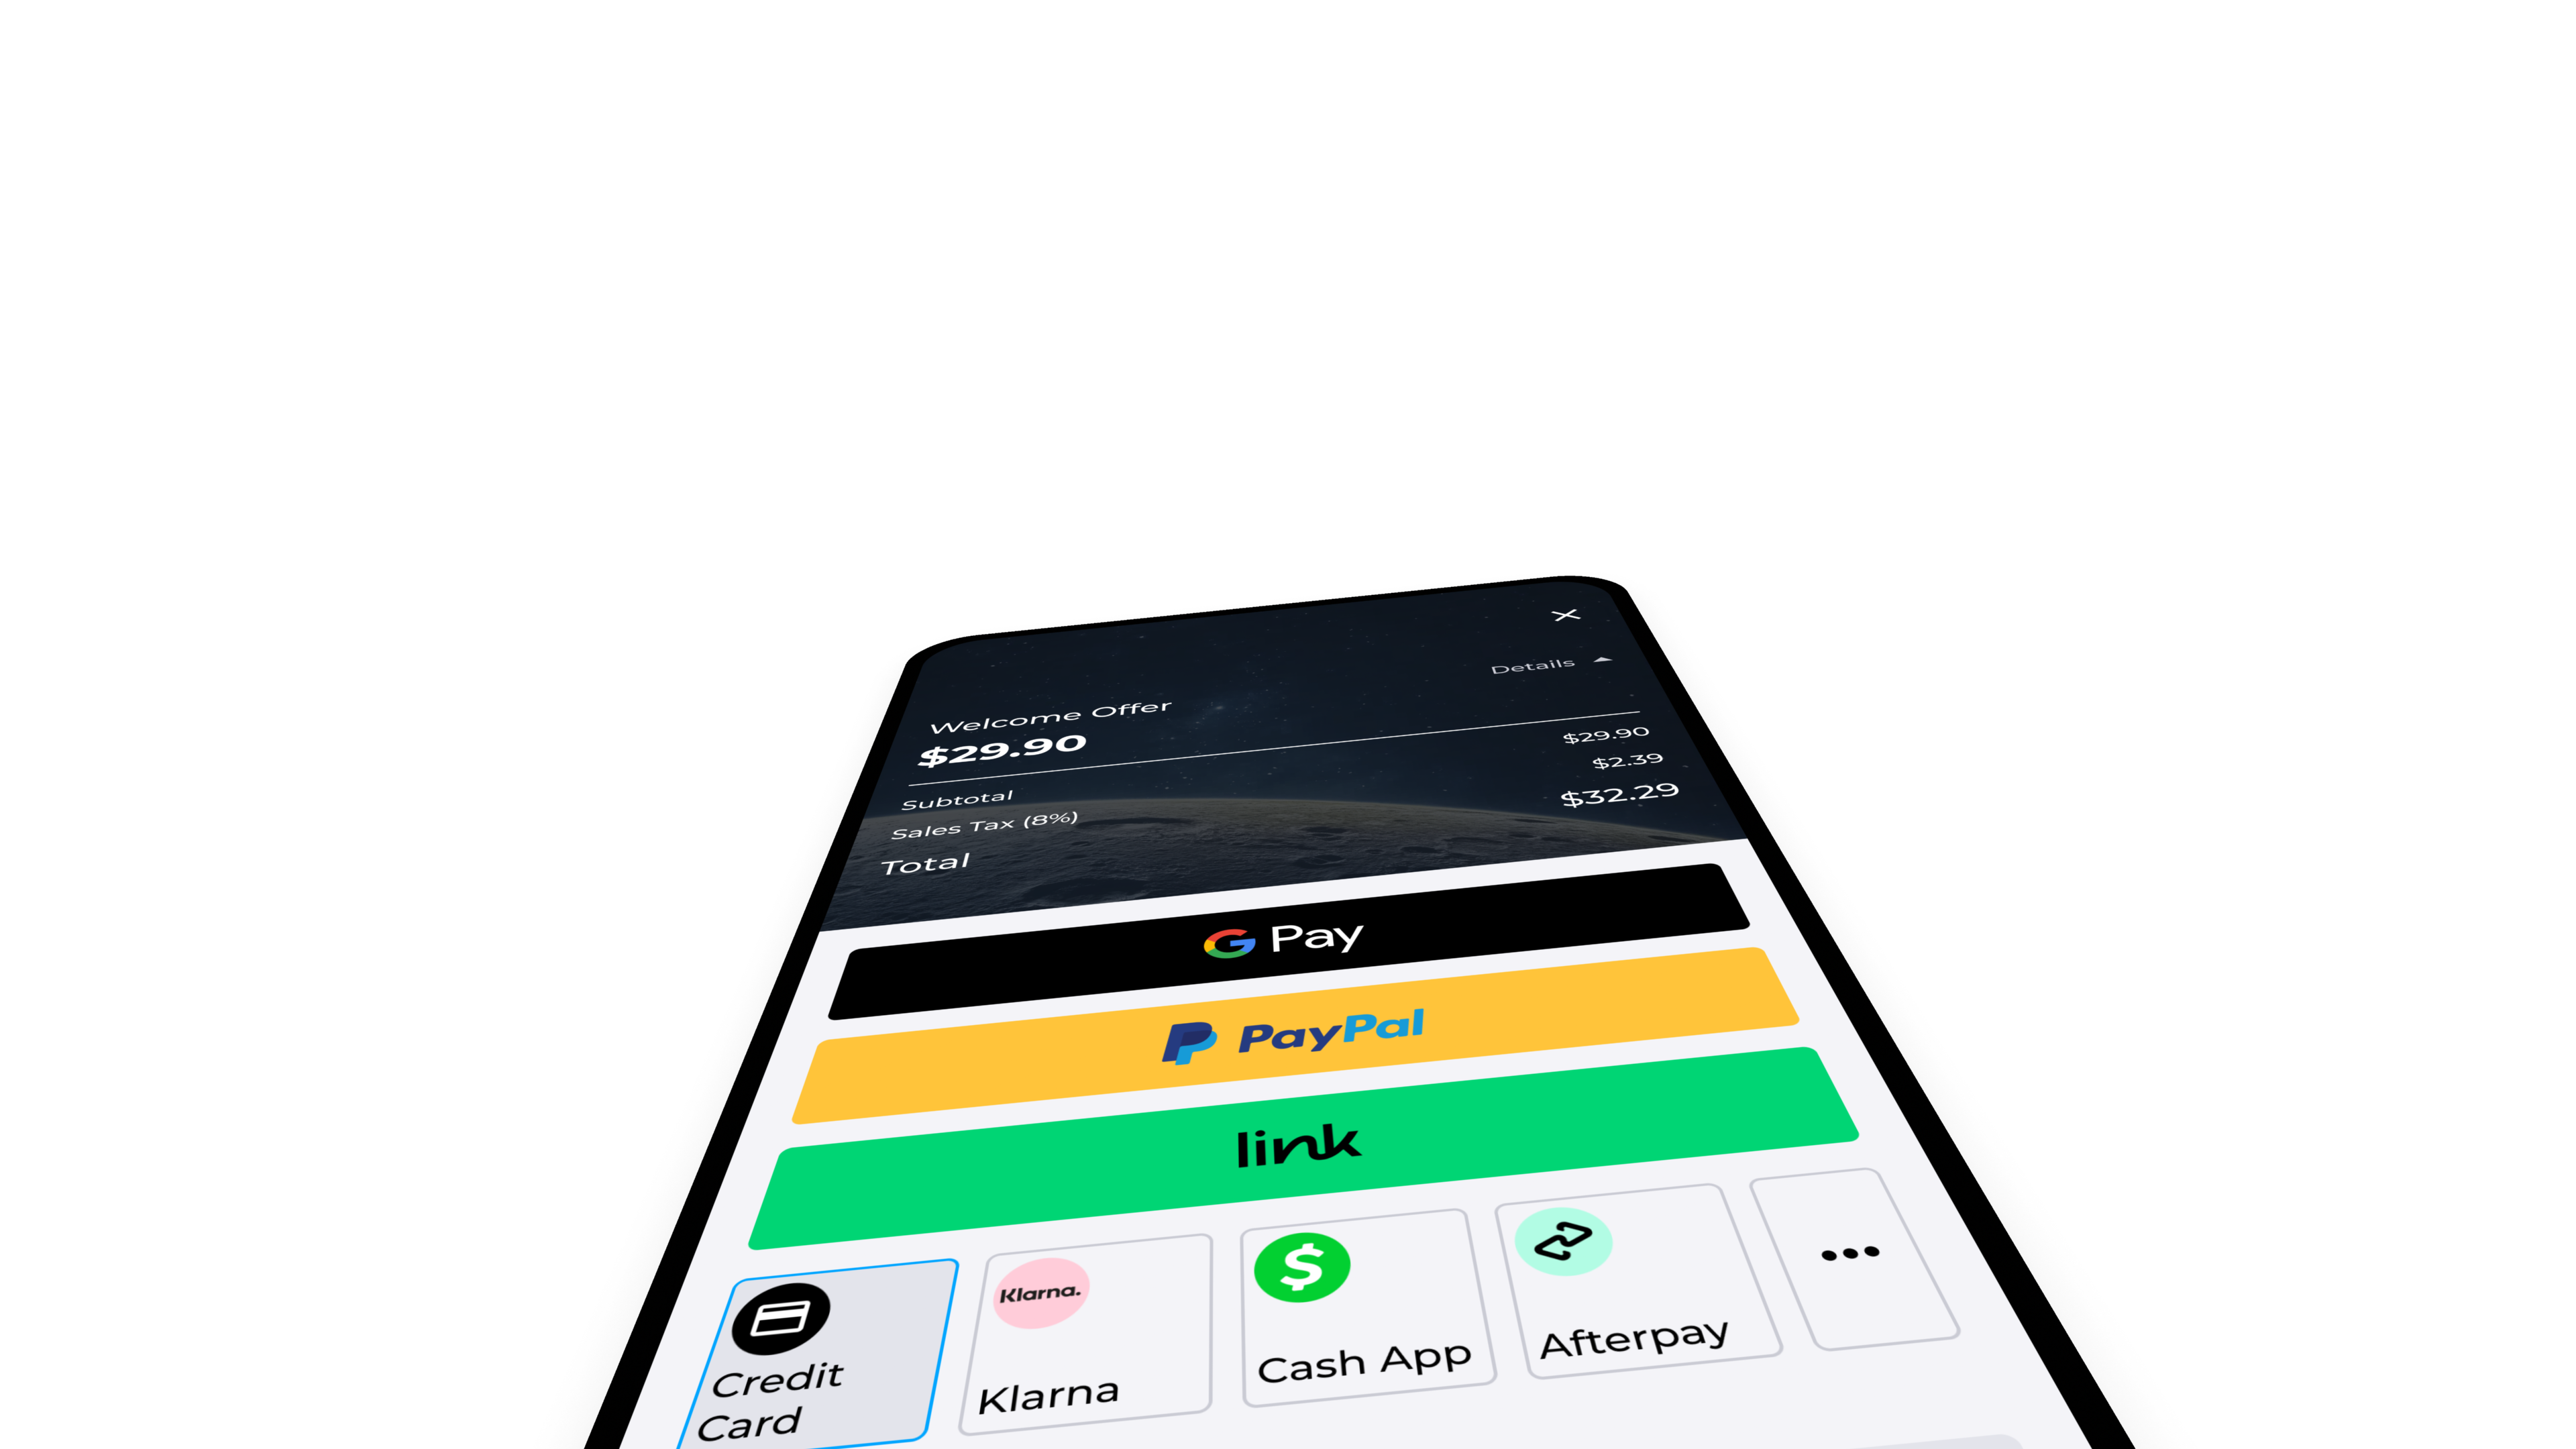 Details
Welcome Offer
$29.90
Subtotal $29.90
Sales Tax (8%) $2.39
Total $32.29
G Pay
PayPal
link
Klarna.
$
Credit
Card
Klarna
Cash App
Afterpay